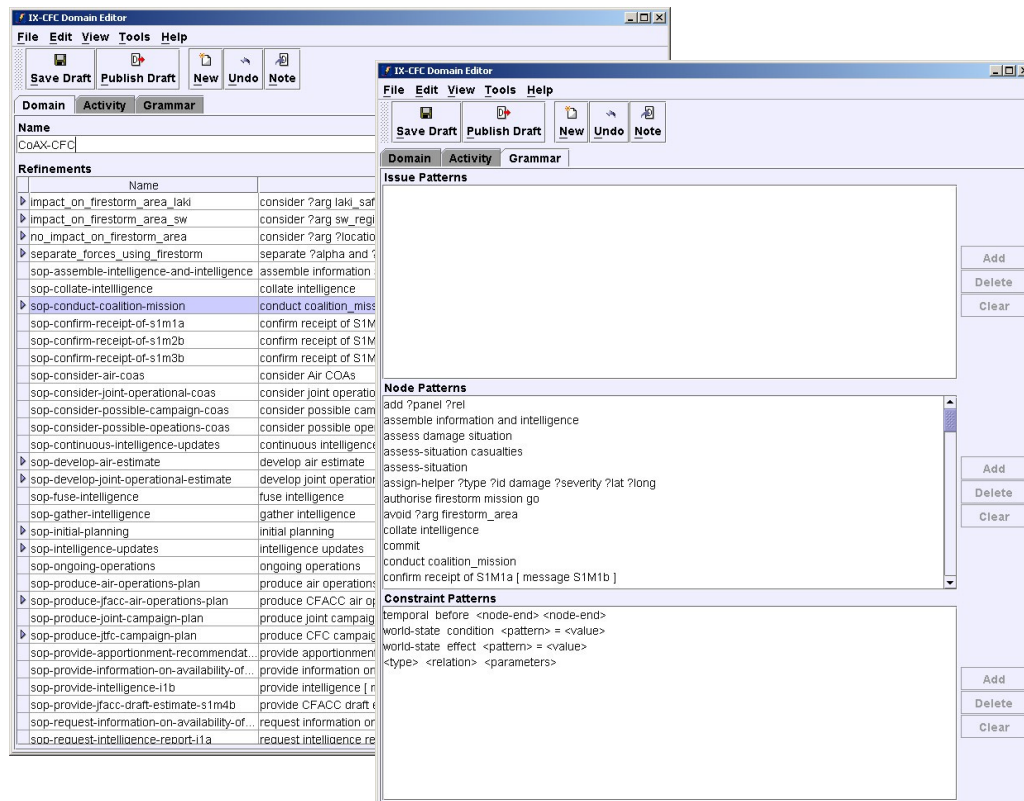 IX-CFC Domain Editor
File Edit View Tools Help
Save Draft Publish Draft New Undo Note
Domain Activity Grammar
Name
CoAX-CFC
Refinements
Name
impact_on_firestorm_area_laki consider ?arg laki_saf
impact_on_firestorm_area_sw consider ?arg sw_regi
no_impact_on_firestorm_area consider ?arg ?locatio
separate_forces_using_firestorm separate ?alpha and ?
sop-assemble-intelligence-and-intelligence assemble information
sop-collate-intellligence collate intelligence
sop-conduct-coalition-mission conduct coalition_miss
sop-confirm-receipt-of-s1m1a confirm receipt of S1M
sop-confirm-receipt-of-s1m2b confirm receipt of S1M
sop-confirm-receipt-of-s1m3b confirm receipt of S1M
sop-consider-air-coas consider Air COAs
sop-consider-joint-operational-coas consider joint operatio
sop-consider-possible-campaign-coas consider possible cam
sop-consider-possible-opeations-coas consider possible ope
sop-continuous-intelligence-updates continuous intelligence
sop-develop-air-estimate develop air estimate
sop-develop-joint-operational-estimate develop joint operation
sop-fuse-intelligence fuse intelligence
sop-gather-intelligence gather intelligence
sop-initial-planning initial planning
sop-intelligence-updates intelligence updates
sop-ongoing-operations ongoing operations
sop-produce-air-operations-plan produce air operations
sop-produce-jfacc-air-operations-plan produce CFACC air op
sop-produce-joint-campaign-plan produce joint campaig
sop-produce-jtfc-campaign-plan produce CFC campaig
sop-provide-apportionment-recommendat... provide apportionment
sop-provide-information-on-availability-of... provide information on
sop-provide-intelligence-i1b provide intelligence [ m
sop-provide-jfacc-draft-estimate-s1m4b provide CFACC draft e
sop-request-information-on-availability-of... request information on
sop-request-intelligence-report-i1a request intelligence re
IX-CFC Domain Editor
File Edit View Tools Help
Save Draft Publish Draft New Undo Note
Domain Activity Grammar
Issue Patterns
Add
Delete
Clear
Node Patterns
add ?panel ?rel
assemble information and intelligence
assess damage situation
assess-situation casualties
assess-situation
assign-helper ?type ?id damage ?severity ?lat ?long
authorise firestorm mission go
avoid ?arg firestorm_area
collate intelligence
commit
conduct coalition_mission
confirm receipt of S1M1a [ message S1M1b ]
Add
Delete
Clear
Constraint Patterns
temporal before <node-end> <node-end>
world-state condition <pattern> = <value>
world-state effect <pattern> = <value>
<type> <relation> <parameters>
Add
Delete
Clear